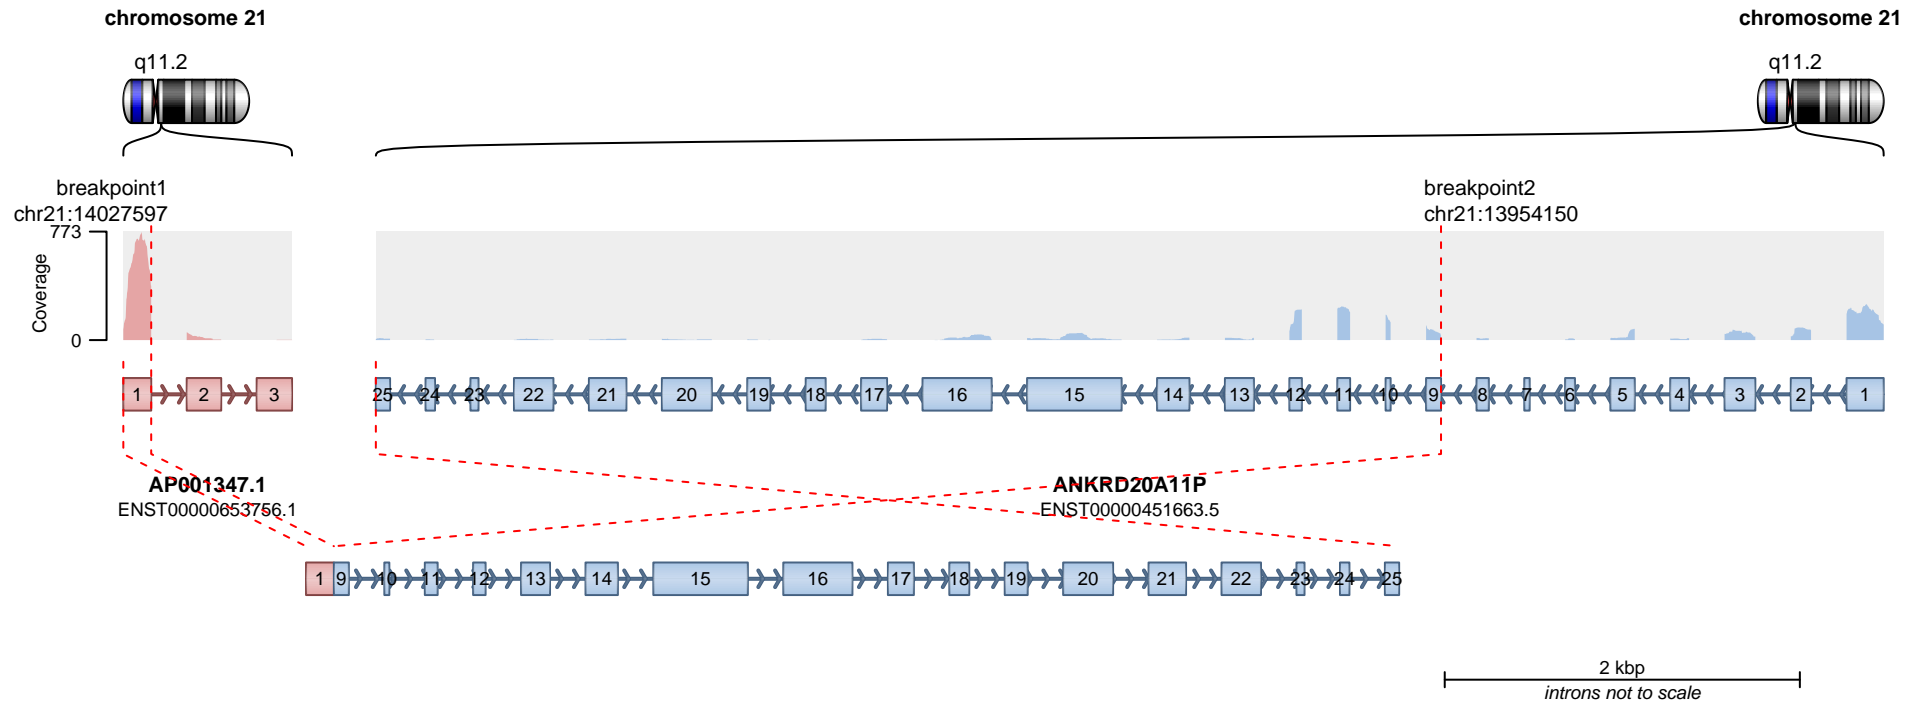 chromosome 21
chromosome 21
q11.2
q11.2
breakpoint1
chr21:14027597
breakpoint2
chr21:13954150
773
Coverage
0
1 2 3
25 24 23 22 21 20 19 18 17 16 15 14 13 12 11 10 9 8 7 6 5 4 3 2 1
AP001347.1
ENST00000653756.1
ANKRD20A11P
ENST00000451663.5
1 9 10 11 12 13 14 15 16 17 18 19 20 21 22 23 24 25
2 kbp
introns not to scale